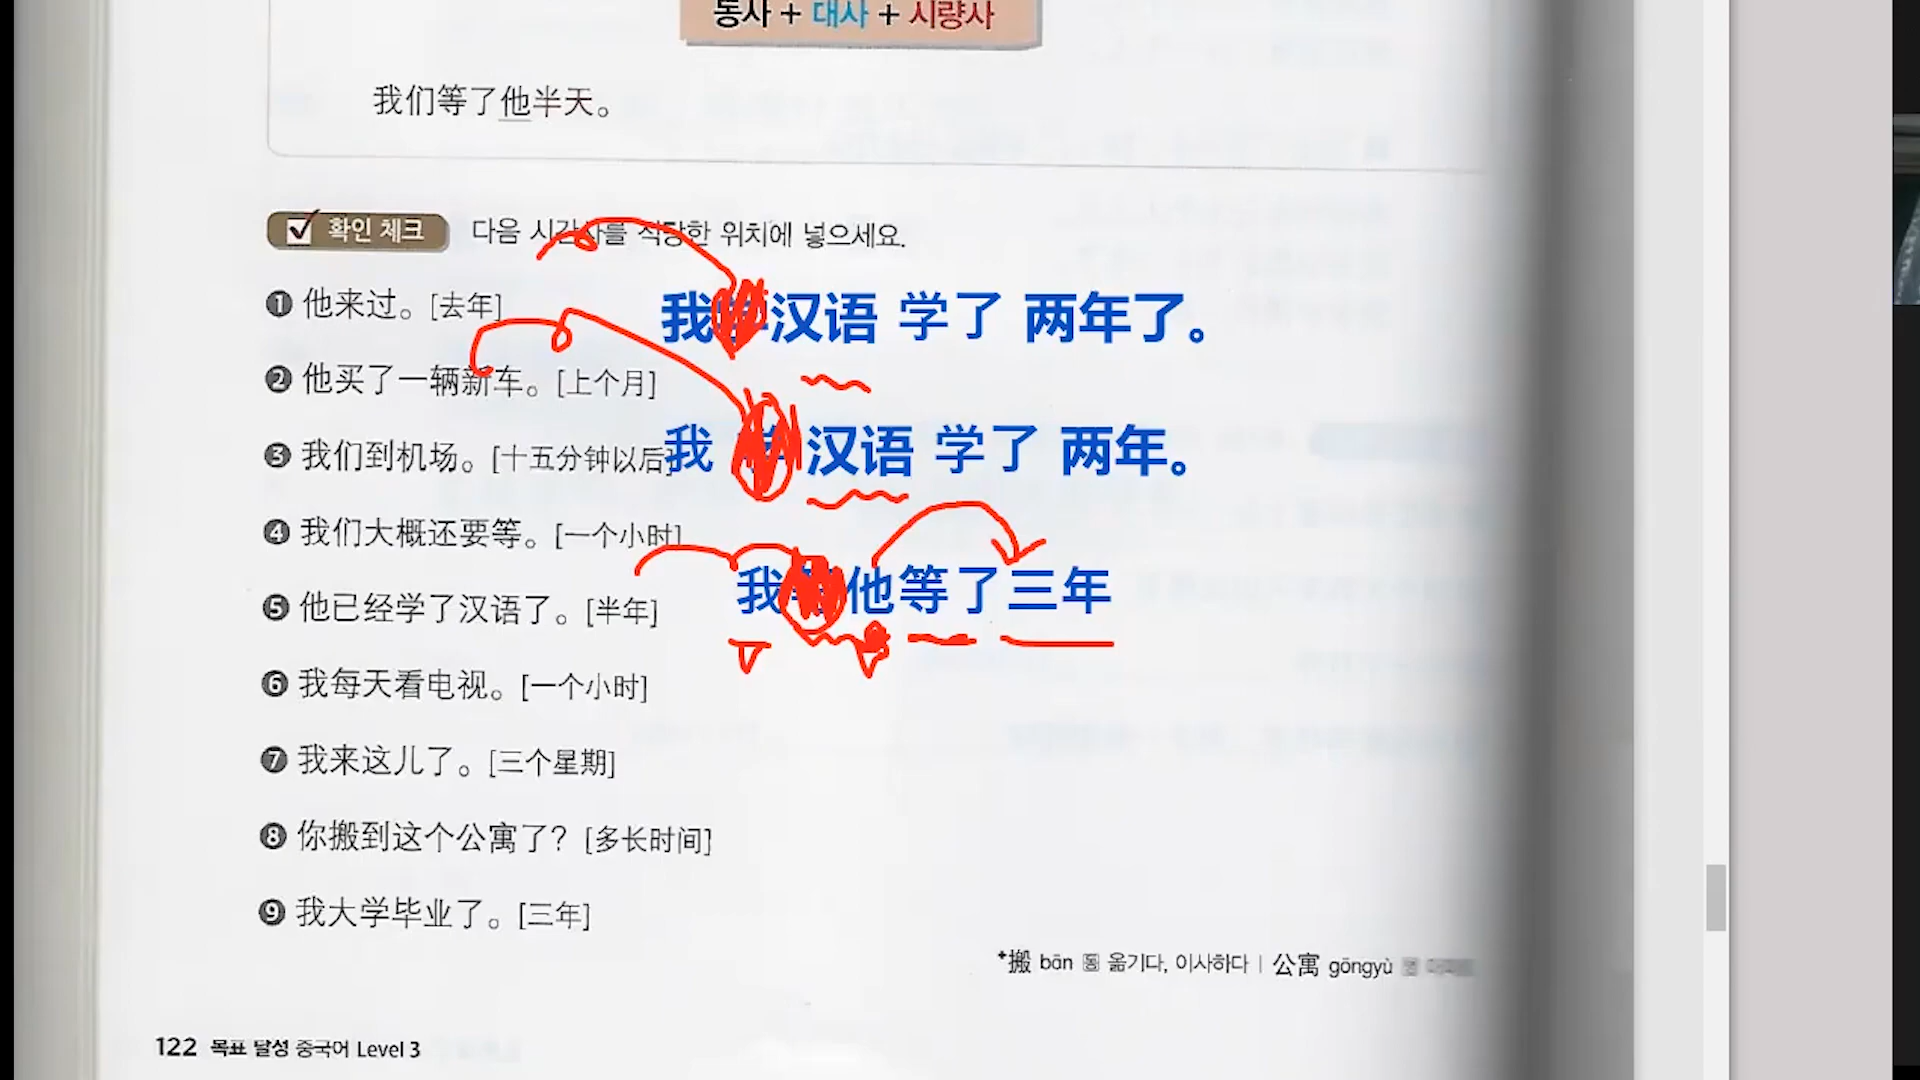 동사 + 대사 + 시량사
我们等了他半天。
확인 체크 다음 시간사를 적당한 위치에 넣으세요.
❶ 他来过。[去年]
❷ 他买了一辆新车。[上个月]
❸ 我们到机场。[十五分钟以后]
❹ 我们大概还要等。[一个小时]
❺ 他已经学了汉语了。[半年]
❻ 我每天看电视。[一个小时]
❼ 我来这儿了。[三个星期]
❽ 你搬到这个公寓了？[多长时间]
❾ 我大学毕业了。[三年]
我 汉语 学了 两年了。
我 汉语 学了 两年。
我 他等了三年
+搬 bān 동 옮기다, 이사하다 | 公寓 gōngyù 명
122 목표 달성 중국어 Level 3